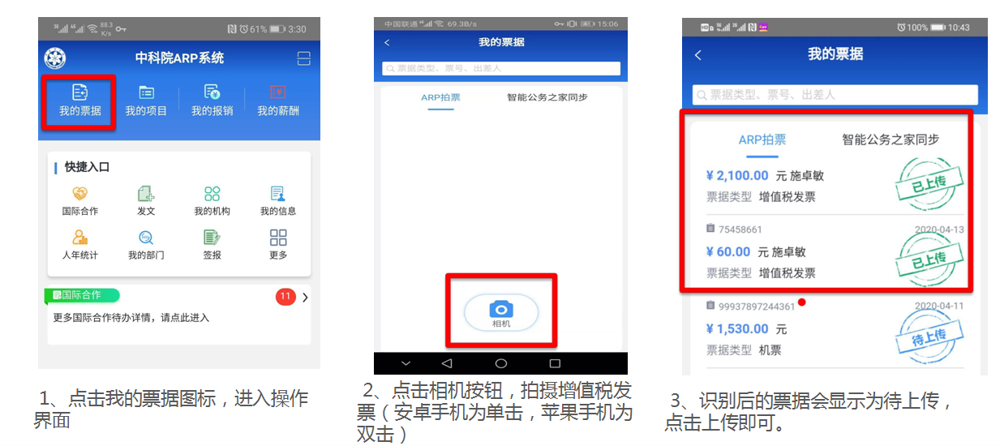 88.3
K/s
61%
3:30
中科院ARP系统
我的票据
我的项目
我的报销
我的薪酬
快捷入口
国际合作
发文
我的机构
我的信息
人年统计
我的部门
签报
更多
国际合作
11
更多国际合作待办详情，请点此进入
1、点击我的票据图标，进入操作
界面
中国联通 46 69.3B/s
15:06
我的票据
票据类型、票号、出差人
ARP拍票
智能公务之家同步
相机
2、点击相机按钮，拍摄增值税发
票（安卓手机为单击，苹果手机为
双击）
100%
10:43
我的票据
票据类型、票号、出差人
ARP拍票
智能公务之家同步
¥ 2,100.00 元 施卓敏
票据类型 增值税发票
已上传
75458661
2020-04-13
¥ 60.00 元 施卓敏
票据类型 增值税发票
已上传
99937897244361
2020-04-11
¥ 1,530.00 元
票据类型 机票
待上传
3、识别后的票据会显示为待上传，
点击上传即可。